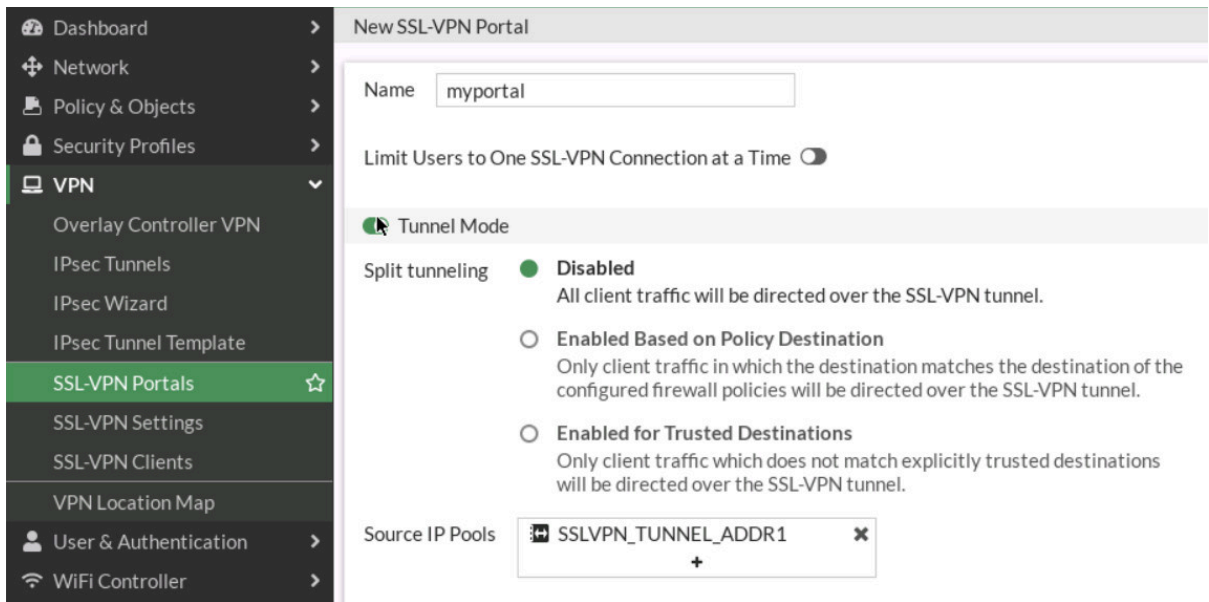 Dashboard
Network
Policy & Objects
Security Profiles
VPN
Overlay Controller VPN
IPsec Tunnels
IPsec Wizard
IPsec Tunnel Template
SSL-VPN Portals
SSL-VPN Settings
SSL-VPN Clients
VPN Location Map
User & Authentication
WiFi Controller
New SSL-VPN Portal
Name myportal
Limit Users to One SSL-VPN Connection at a Time
Tunnel Mode
Split tunneling Disabled
All client traffic will be directed over the SSL-VPN tunnel.
Enabled Based on Policy Destination
Only client traffic in which the destination matches the destination of the
configured firewall policies will be directed over the SSL-VPN tunnel.
Enabled for Trusted Destinations
Only client traffic which does not match explicitly trusted destinations
will be directed over the SSL-VPN tunnel.
Source IP Pools SSLVPN_TUNNEL_ADDR1
+